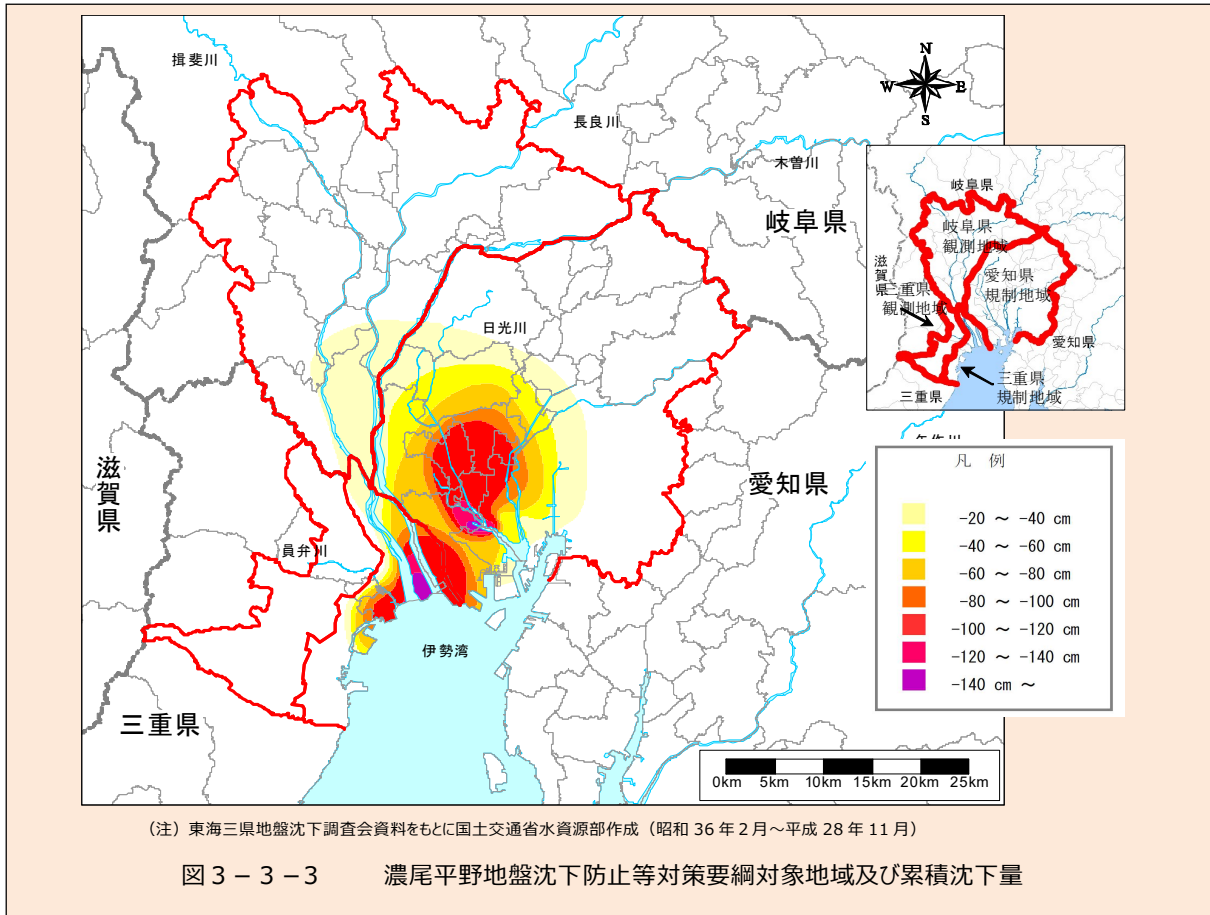 揖斐川
長良川
木曽川
N
W E
S
岐阜県
岐阜県
岐阜県
観測地域
滋賀県
愛知県
規制地域
三重県
観測地域
愛知県
三重県
規制地域
三重県
日光川
滋賀県
愛知県
員弁川
伊勢湾
三重県
凡 例
-20 ～ -40 cm
-40 ～ -60 cm
-60 ～ -80 cm
-80 ～ -100 cm
-100 ～ -120 cm
-120 ～ -140 cm
-140 cm ～
0km 5km 10km 15km 20km 25km
（注）東海三県地盤沈下調査会資料をもとに国土交通省水資源部作成（昭和 36 年 2 月～平成 28 年 11 月）
図３－３－３ 濃尾平野地盤沈下防止等対策要綱対象地域及び累積沈下量